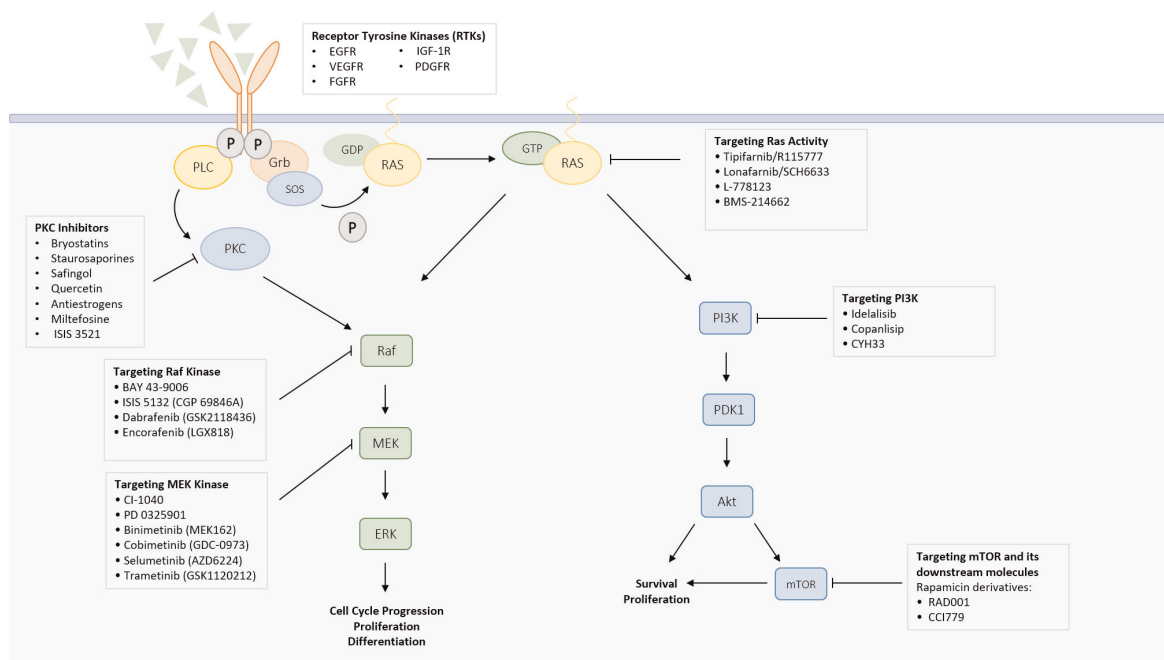 Receptor Tyrosine Kinases (RTKs)
• EGFR • IGF-1R
• VEGFR • PDGFR
• FGFR
P
P
PLC
Grb
SOS
GDP
RAS
P
GTP
RAS
Targeting Ras Activity
• Tipifarnib/R115777
• Lonafarnib/SCH6633
• L-778123
• BMS-214662
PKC Inhibitors
• Bryostatins
• Staurosaporines
• Safingol
• Quercetin
• Antiestrogens
• Miltefosine
• ISIS 3521
PKC
Targeting PI3K
• Idelalisib
• Copanlisip
• CYH33
PI3K
Raf
Targeting Raf Kinase
• BAY 43-9006
• ISIS 5132 (CGP 69846A)
• Dabrafenib (GSK2118436)
• Encorafenib (LGX818)
PDK1
MEK
Targeting MEK Kinase
• CI-1040
• PD 0325901
• Binimetinib (MEK162)
• Cobimetinib (GDC-0973)
• Selumetinib (AZD6224)
• Trametinib (GSK1120212)
Akt
ERK
Targeting mTOR and its
downstream molecules
Rapamicin derivatives:
• RAD001
• CCI779
mTOR
Survival
Proliferation
Cell Cycle Progression
Proliferation
Differentiation